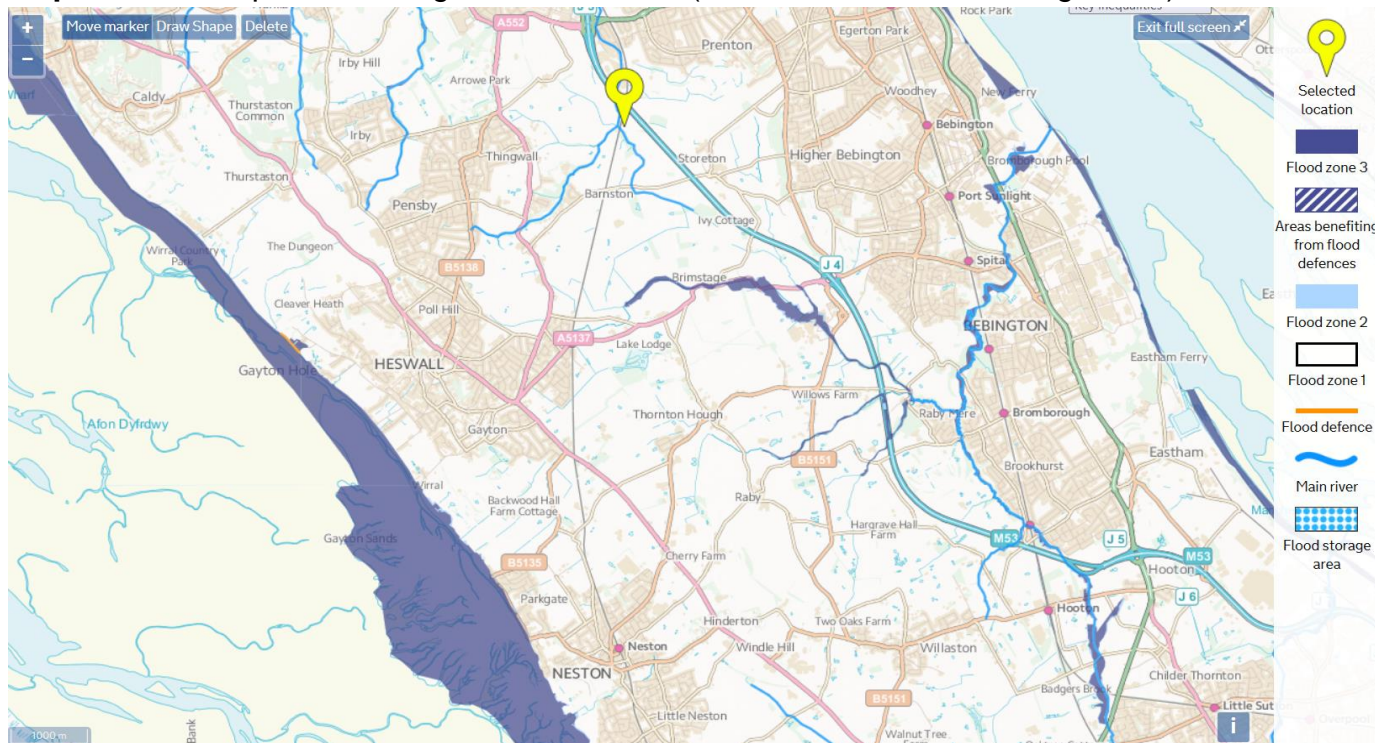 +
−
Move marker
Draw Shape
Delete
A552
J 3
Prenton
Egerton Park
Rock Park
Exit full screen
Irby Hill
Arrowe Park
Caldy
Thurstaston
Common
Irby
Woodhey
New Ferry
Bebington
Thingwall
Storeton
Higher Bebington
Bromborough Pool
Thurstaston
Barnston
Pensby
Port Sunlight
Ivy Cottage
The Dungeon
Wirral Country
Park
B5138
Brimstage
J 4
Spital
Cleaver Heath
Poll Hill
BEBINGTON
A5137
Lake Lodge
Eastham Ferry
Gayton Hole
HESWALL
Willows Farm
Raby Mere
Bromborough
Thornton Hough
Afon Dyfrdwy
Gayton
B5151
Eastham
Brookhurst
Wirral
Backwood Hall
Farm Cottage
Raby
Hargrave Hall
Farm
Gayton Sands
M53
J 5
M53
Cherry Farm
Hooton
B5135
Parkgate
J 6
Hooton
Hinderton
Two Oaks Farm
Neston
Windle Hill
Willaston
NESTON
Childer Thornton
Badgers Brook
B5151
Little Sutton
Little Neston
Walnut Tree
Farm
1000 m
Bank
i
Selected
location
Flood zone 3
Areas benefiting
from flood
defences
Flood zone 2
Flood zone 1
Flood defence
Main river
Flood storage
area